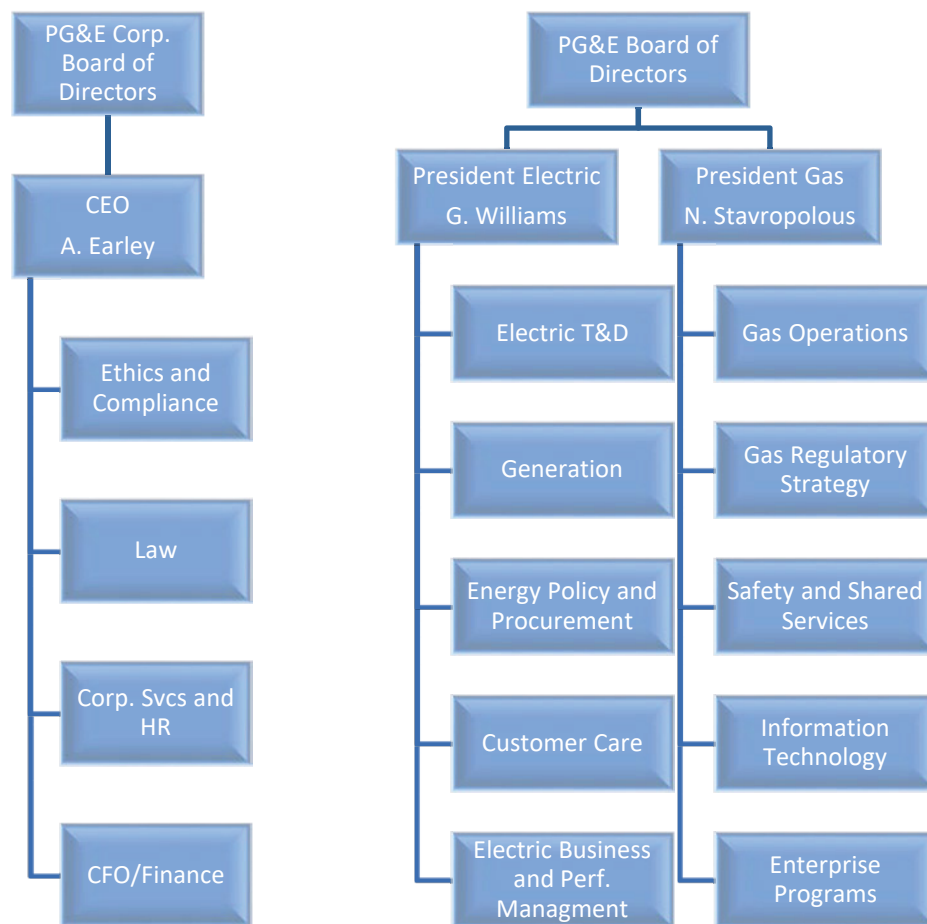 PG&E Corp.
Board of
Directors
CEO
A. Earley
Ethics and
Compliance
Law
Corp. Svcs and
HR
CFO/Finance
PG&E Board of
Directors
President Electric
G. Williams
Electric T&D
Generation
Energy Policy and
Procurement
Customer Care
Electric Business
and Perf.
Managment
President Gas
N. Stavropolous
Gas Operations
Gas Regulatory
Strategy
Safety and Shared
Services
Information
Technology
Enterprise
Programs